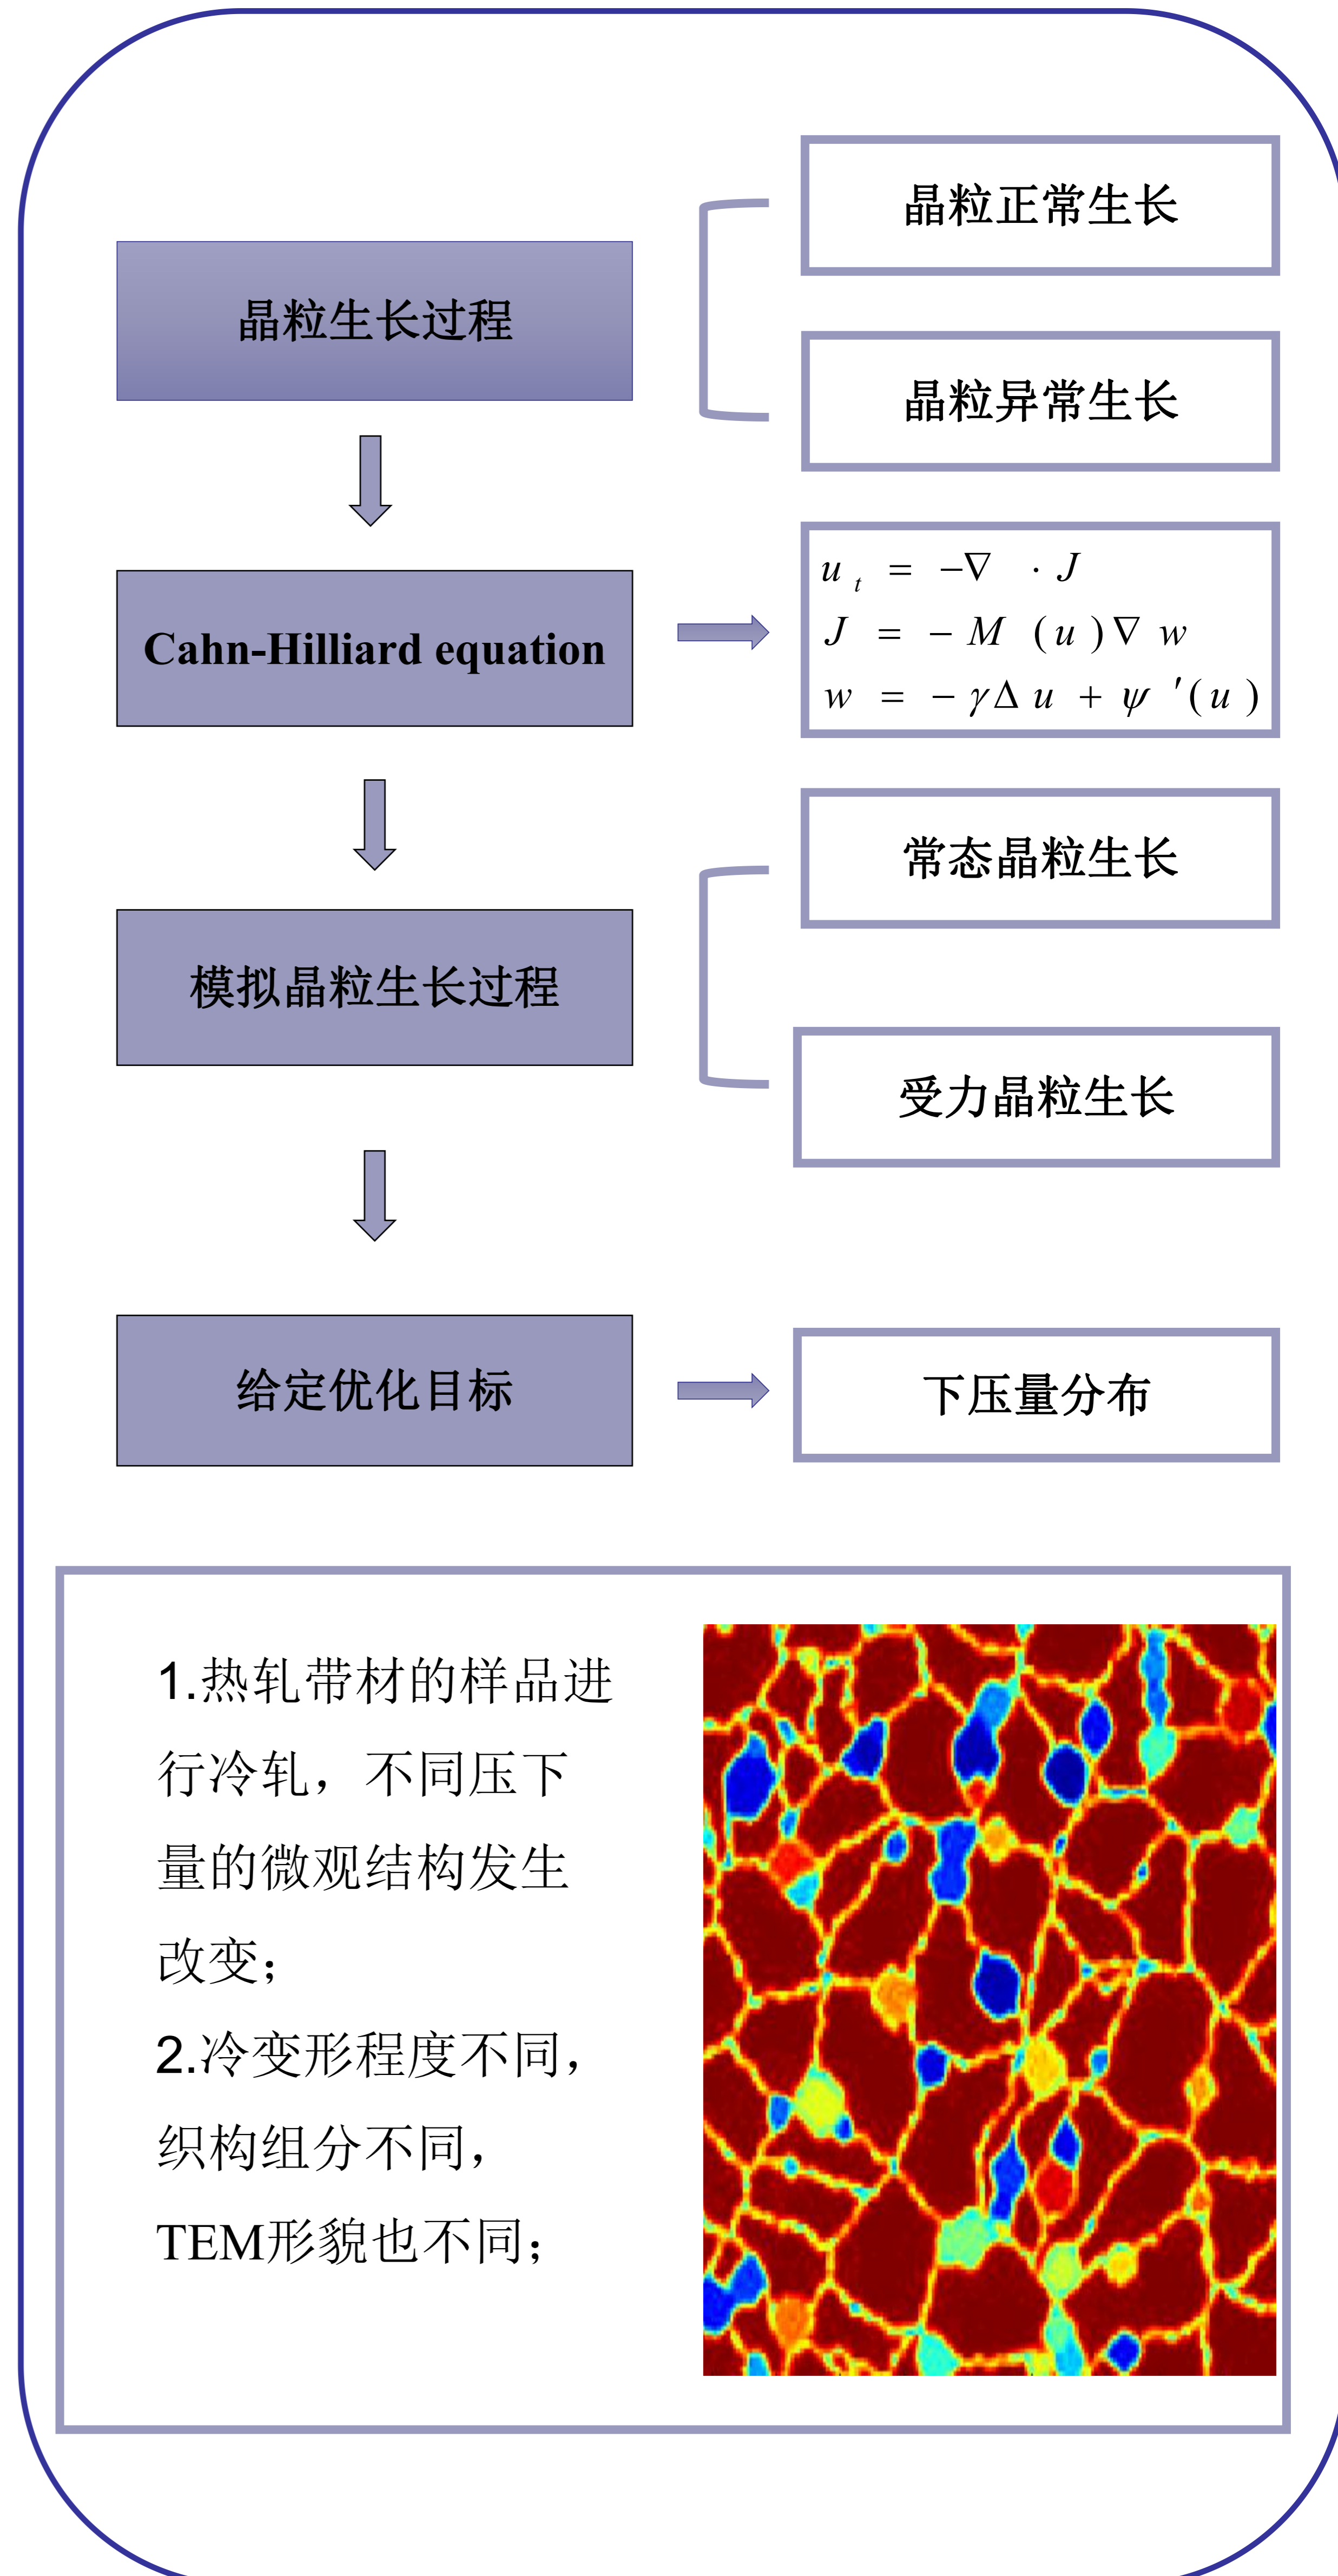 晶粒生长过程
晶粒正常生长
晶粒异常生长
Cahn-Hilliard equation
u_t = −∇ · J
J = − M (u)∇ w
w = − γΔ u + ψ ′(u)
模拟晶粒生长过程
常态晶粒生长
受力晶粒生长
给定优化目标
下压量分布
1.热轧带材的样品进
行冷轧，不同压下
量的微观结构发生
改变；
2.冷变形程度不同，
织构组分不同，
TEM形貌也不同；